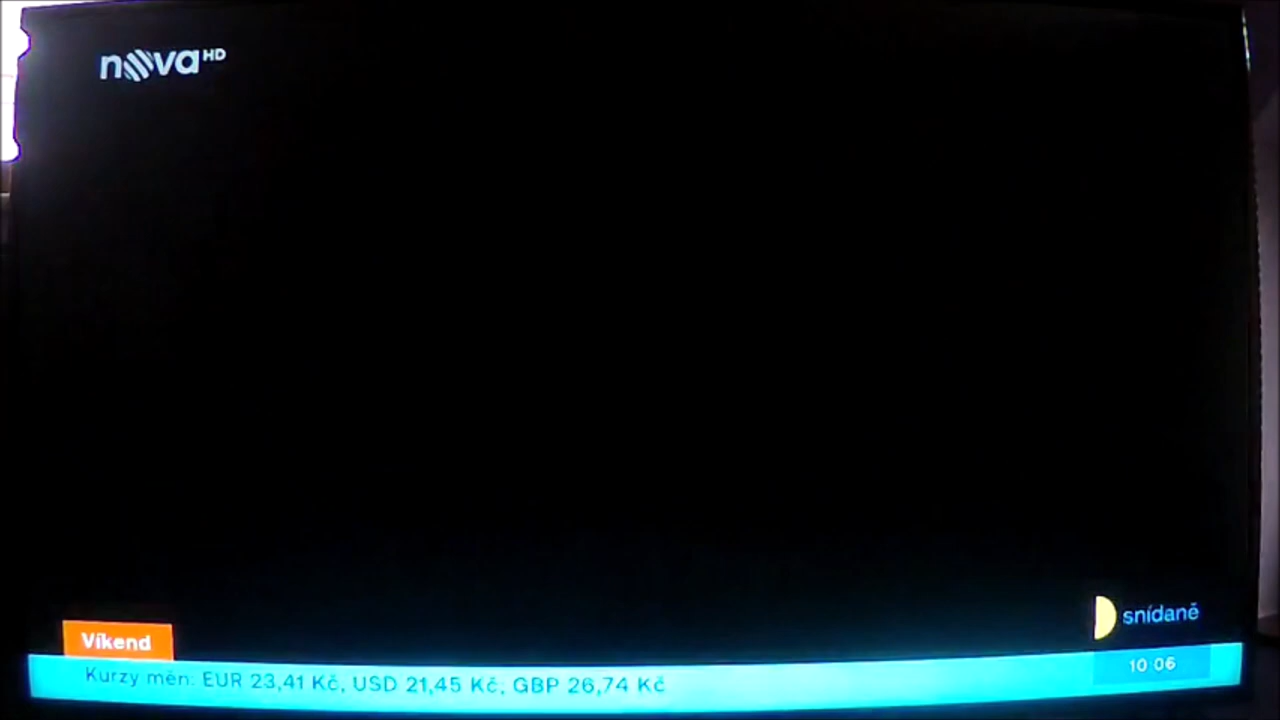 nova HD
snídaně
Víkend
10:06
Kurzy měn: EUR 23,41 Kč, USD 21,45 Kč, GBP 26,74 Kč